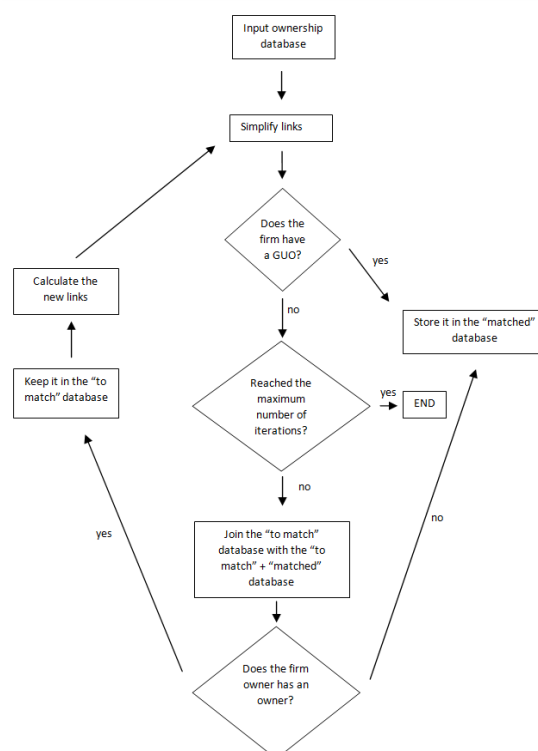 Input ownership
database
Simplify links
Does the
firm have
a GUO?
yes
Calculate the
new links
no
Store it in the “matched”
database
Keep it in the “to
match” database
Reached the
maximum
number of
iterations?
yes
END
no
Join the “to match”
database with the “to
match” + “matched”
database
yes
no
Does the firm
owner has an
owner?